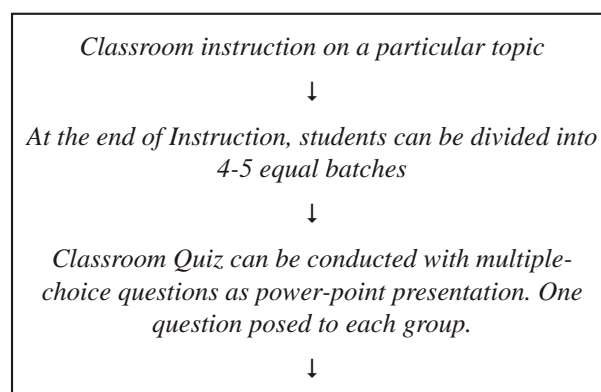 Classroom instruction on a particular topic
↓
At the end of Instruction, students can be divided into
4-5 equal batches
↓
Classroom Quiz can be conducted with multiple-
choice questions as power-point presentation. One
question posed to each group.
↓